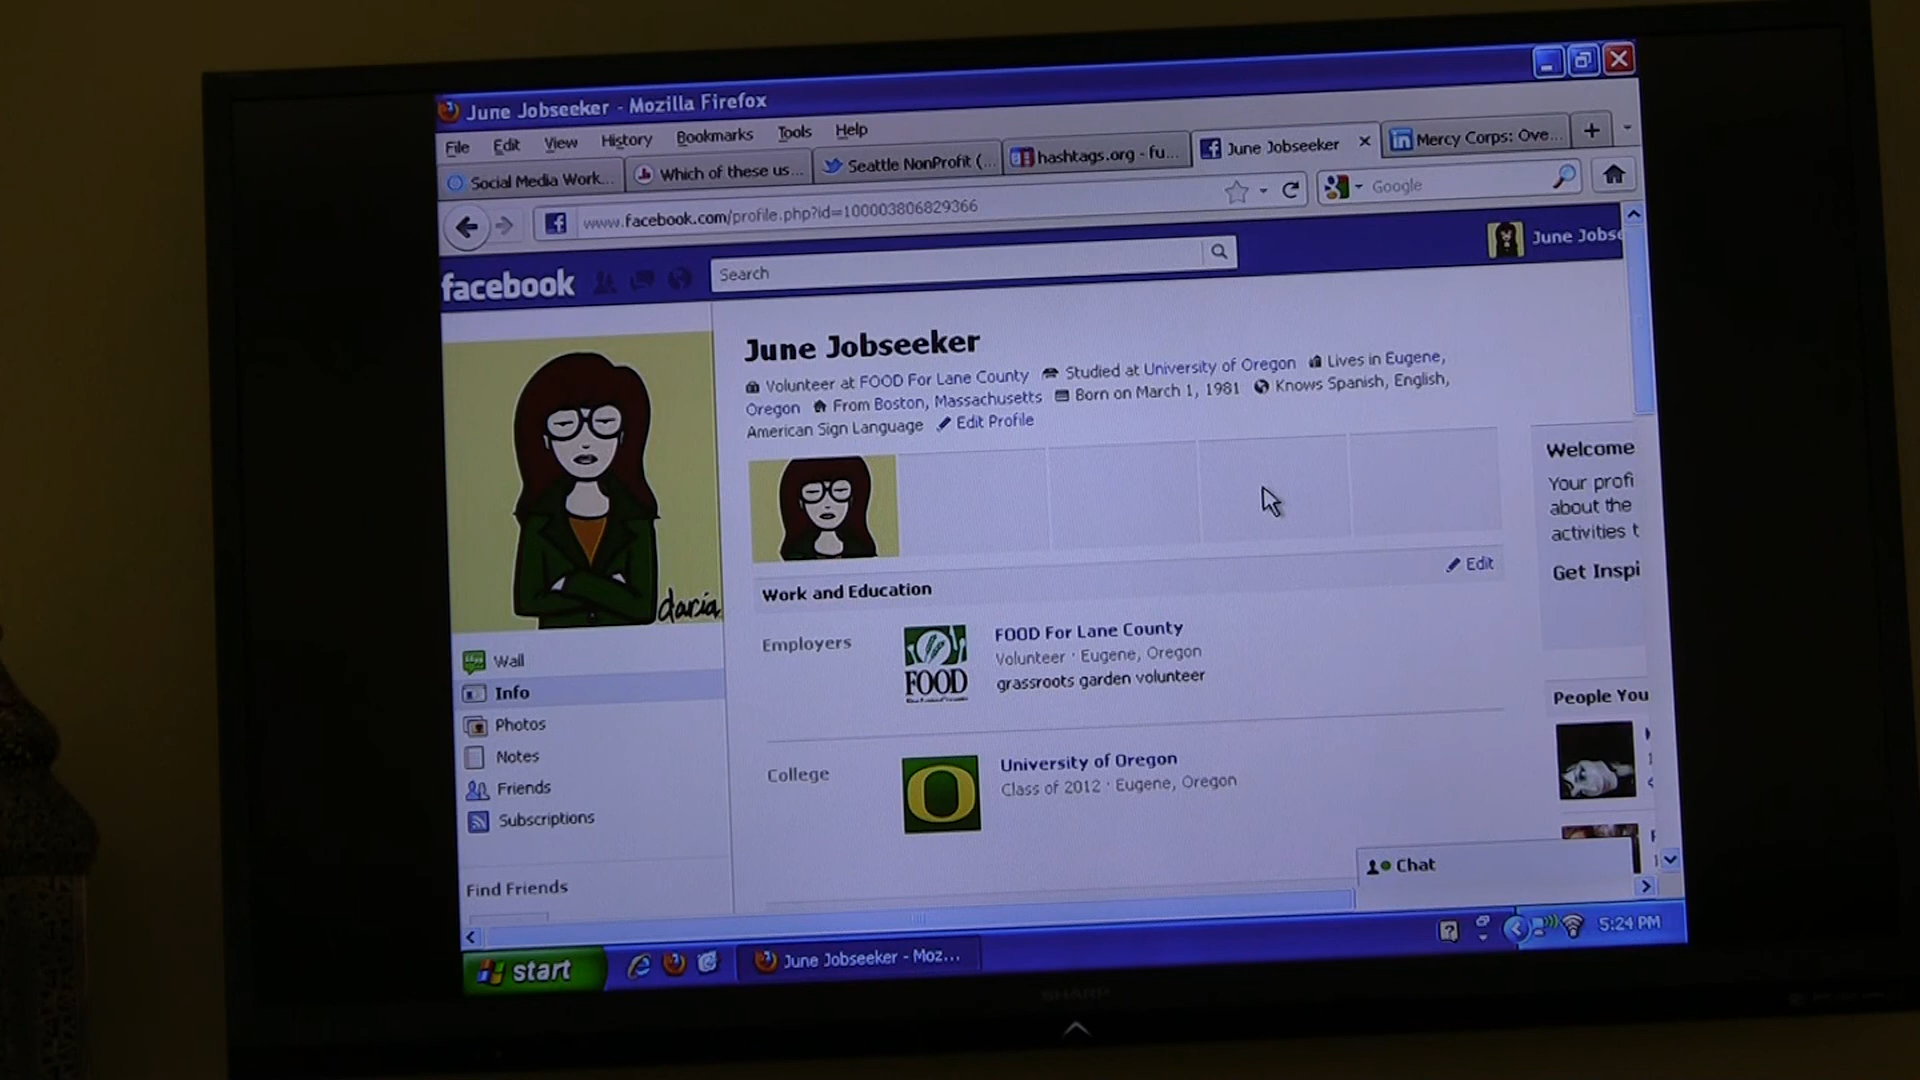 June Jobseeker - Mozilla Firefox
File Edit View History Bookmarks Tools Help
Social Media Work... Which of these us... Seattle NonProfit (... hashtags.org - fu... June Jobseeker Mercy Corps: Ove...
www.facebook.com/profile.php?id=100003806829366
Google
facebook
Search
June Jobse
June Jobseeker
Volunteer at FOOD For Lane County Studied at University of Oregon Lives in Eugene,
Oregon From Boston, Massachusetts Born on March 1, 1981 Knows Spanish, English,
American Sign Language Edit Profile
daria
Welcome
Your profi
about the
activities t
Get Inspi
Work and Education
Edit
Employers
FOOD
FOOD For Lane County
Volunteer · Eugene, Oregon
grassroots garden volunteer
College
O
University of Oregon
Class of 2012 · Eugene, Oregon
Wall
Info
Photos
Notes
Friends
Subscriptions
Find Friends
People You
Chat
start
June Jobseeker - Moz...
5:24 PM
SHARP